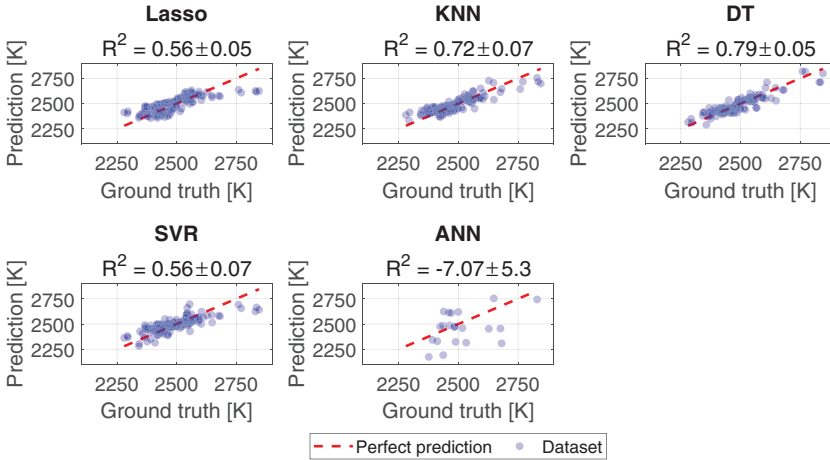 Lasso
R² = 0.56±0.05
Prediction [K]
2750
2500
2250
2250 2500 2750
Ground truth [K]
KNN
R² = 0.72±0.07
Prediction [K]
2750
2500
2250
2250 2500 2750
Ground truth [K]
DT
R² = 0.79±0.05
Prediction [K]
2750
2500
2250
2250 2500 2750
Ground truth [K]
SVR
R² = 0.56±0.07
Prediction [K]
2750
2500
2250
2250 2500 2750
Ground truth [K]
ANN
R² = -7.07±5.3
Prediction [K]
2750
2500
2250
2250 2500 2750
Ground truth [K]
Perfect prediction Dataset